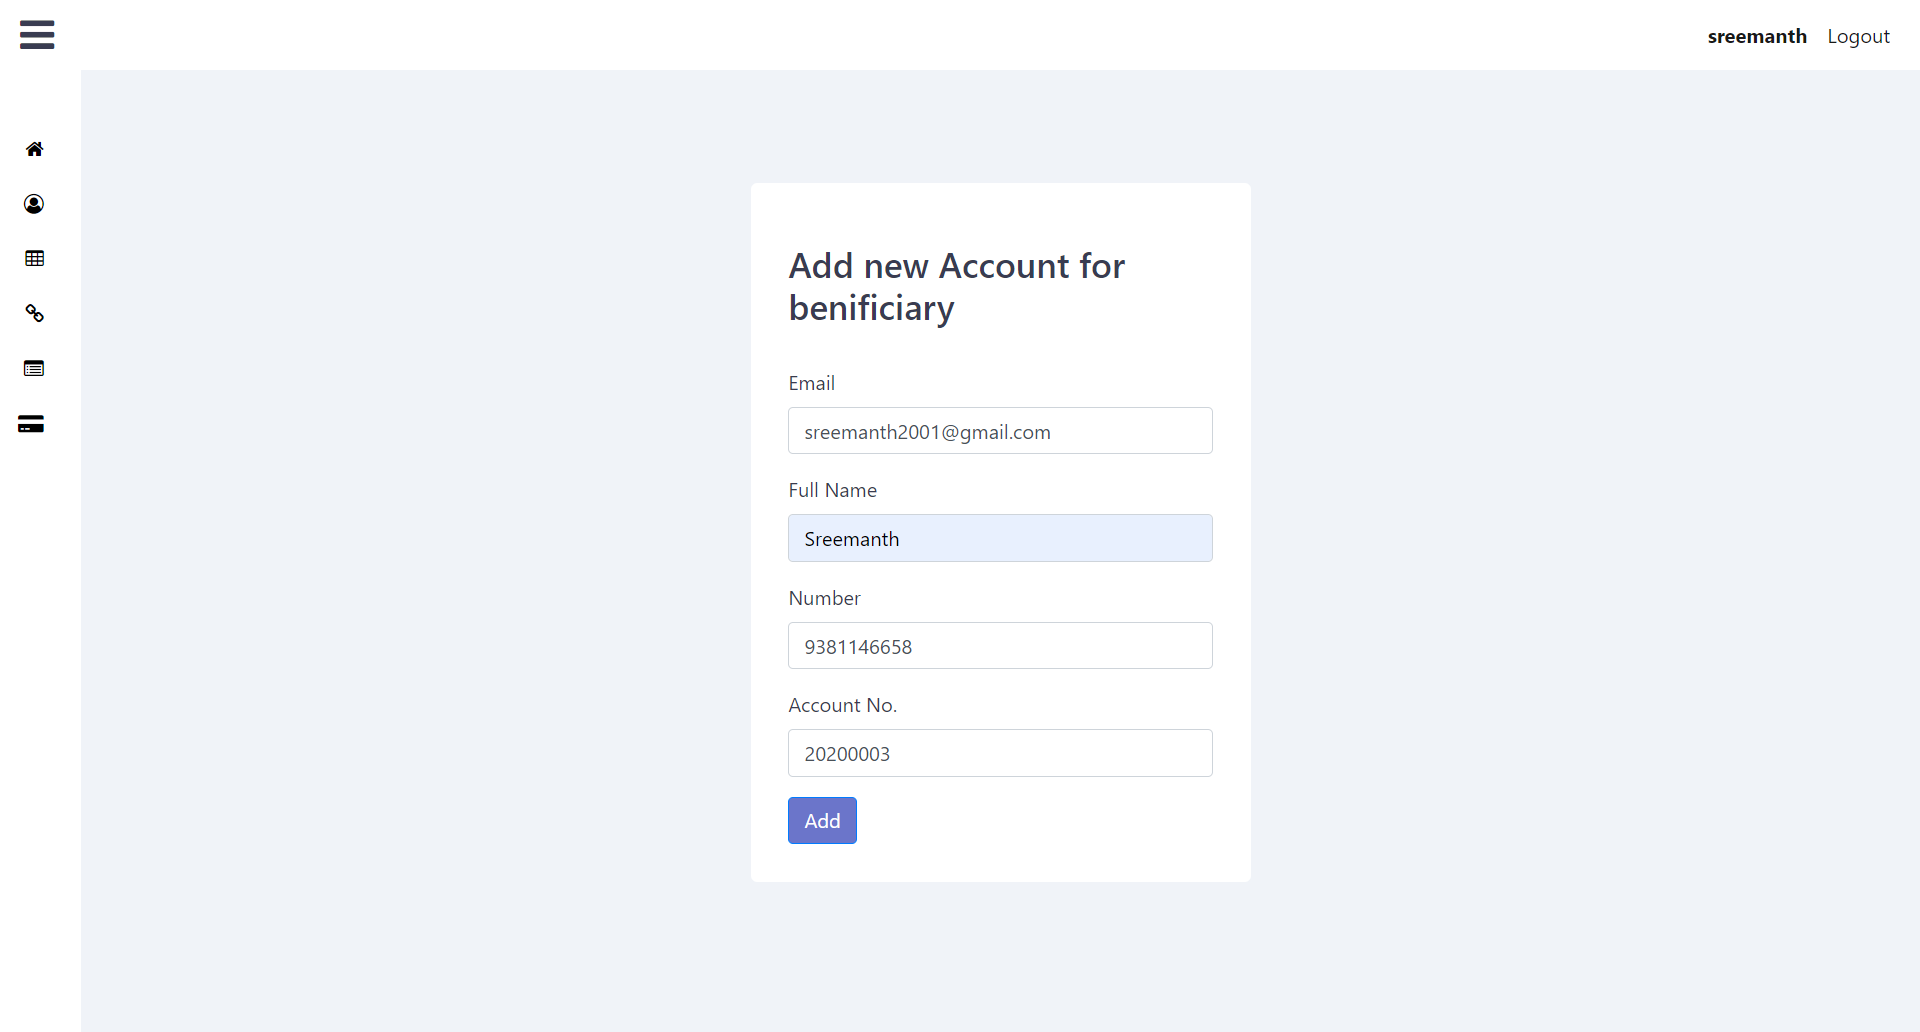 sreemanth Logout
Add new Account for
benificiary
Email
sreemanth2001@gmail.com
Full Name
Sreemanth
Number
9381146658
Account No.
20200003
Add